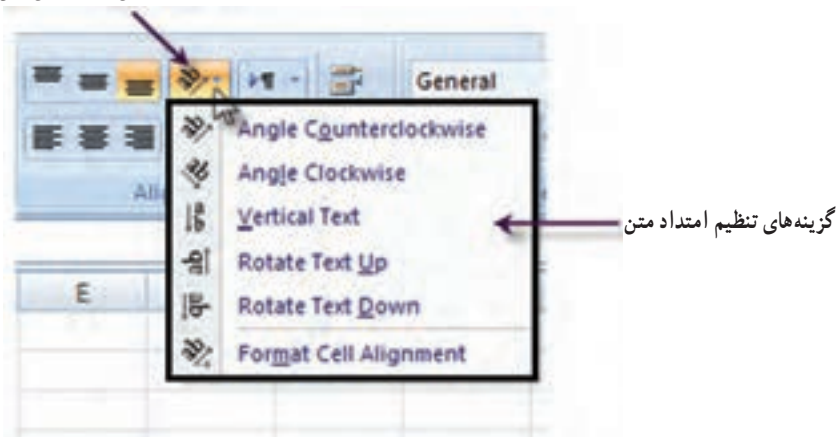 General
Angle Counterclockwise
Angle Clockwise
Vertical Text
گزینه‌های تنظیم امتداد متن
Rotate Text Up
E
Rotate Text Down
Format Cell Alignment